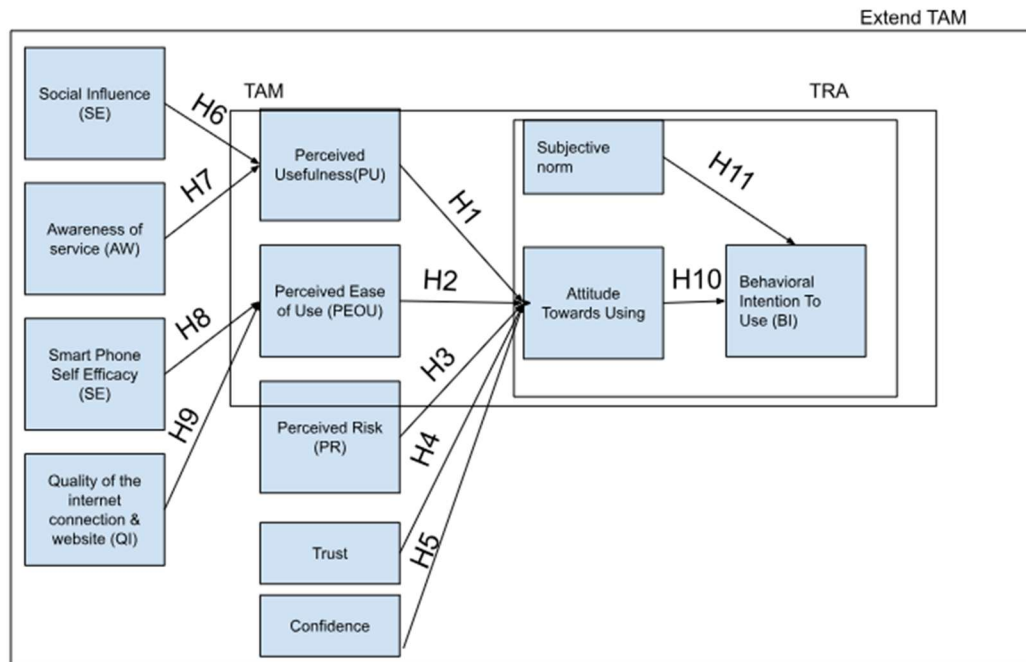 Extend TAM
Social Influence
(SE)
H6
TAM
TRA
Perceived
Usefulness(PU)
Subjective
norm
H11
H7
H1
Awareness of
service (AW)
Perceived Ease
of Use (PEOU)
H2
Attitude
Towards Using
H10
Behavioral
Intention To
Use (BI)
H8
Smart Phone
Self Efficacy
(SE)
H3
H9
Perceived Risk
(PR)
H4
Quality of the
internet
connection &
website (QI)
H5
Trust
Confidence